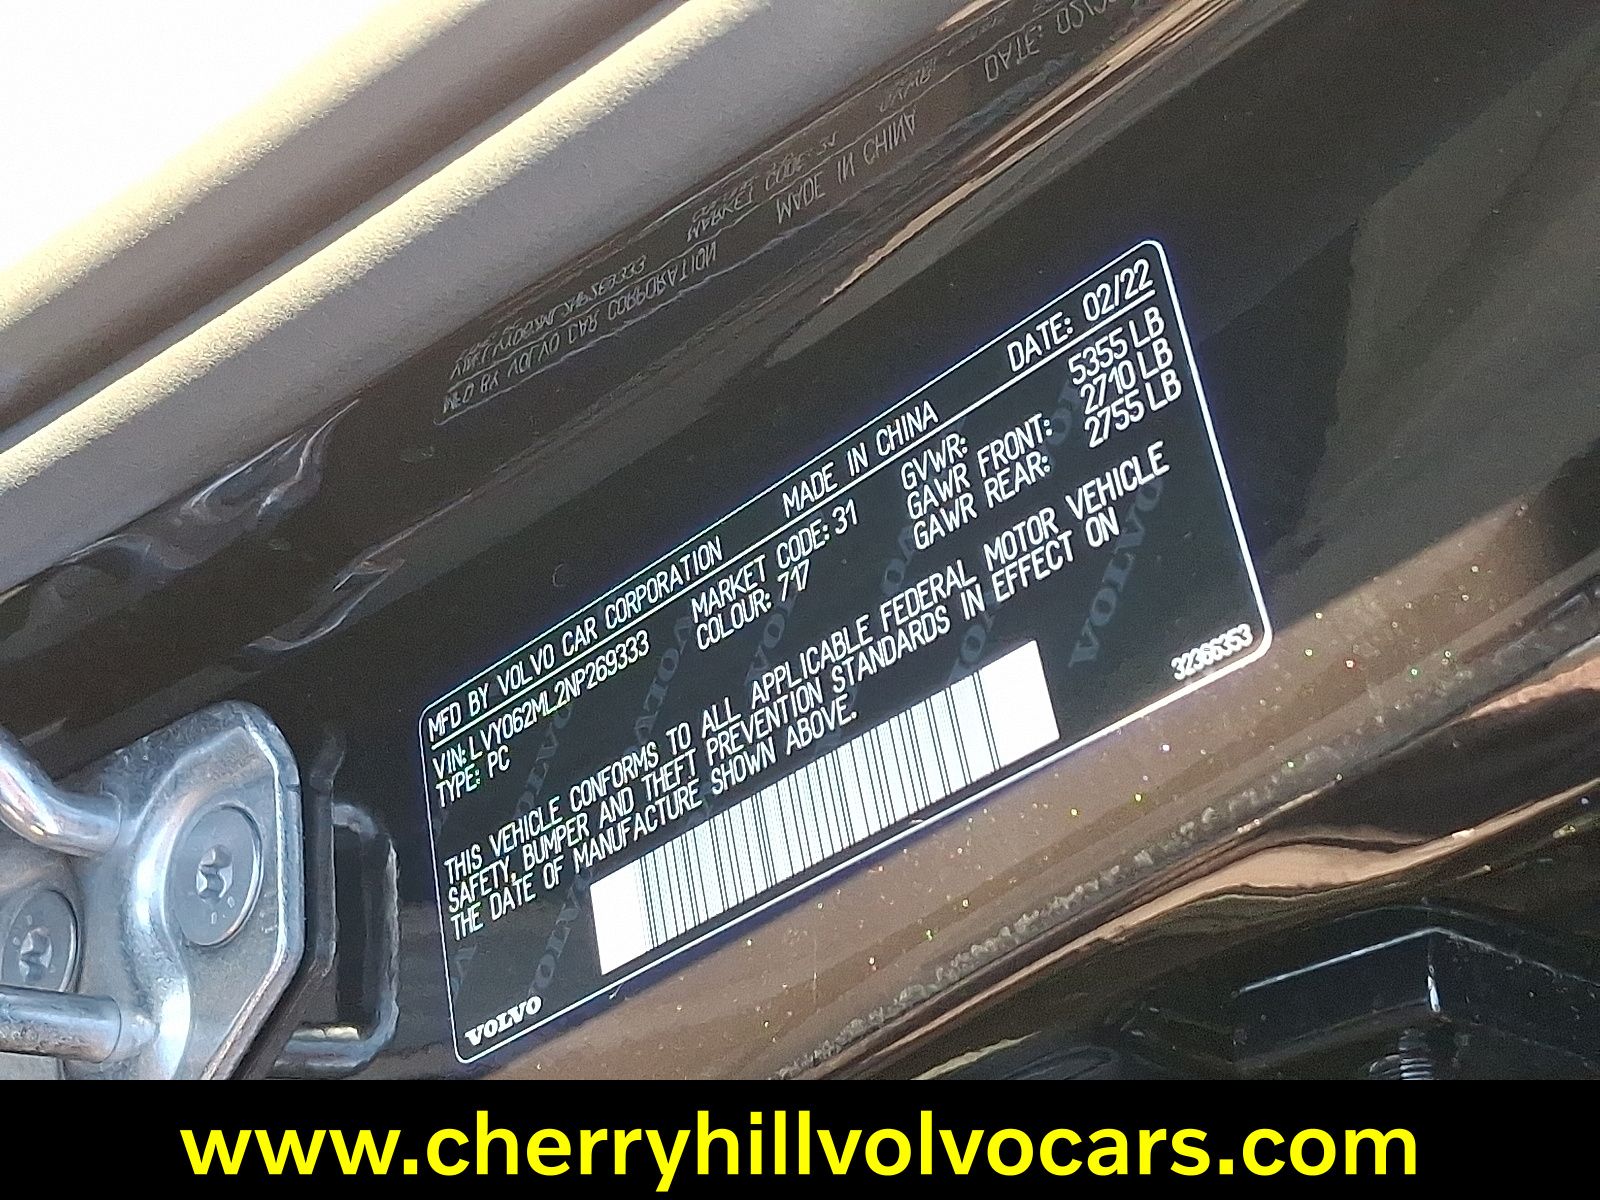 MFD BY VOLVO CAR CORPORATION MADE IN CHINA DATE: 02/22
VIN: LVY062ML2NP269333 MARKET CODE: 31 GVWR: 5355 LB
TYPE: PC COLOUR: 717 GAWR FRONT: 2710 LB
GAWR REAR: 2755 LB
THIS VEHICLE CONFORMS TO ALL APPLICABLE FEDERAL MOTOR VEHICLE
SAFETY, BUMPER AND THEFT PREVENTION STANDARDS IN EFFECT ON
THE DATE OF MANUFACTURE SHOWN ABOVE.
VOLVO
32366353
www.cherryhillvolvocars.com